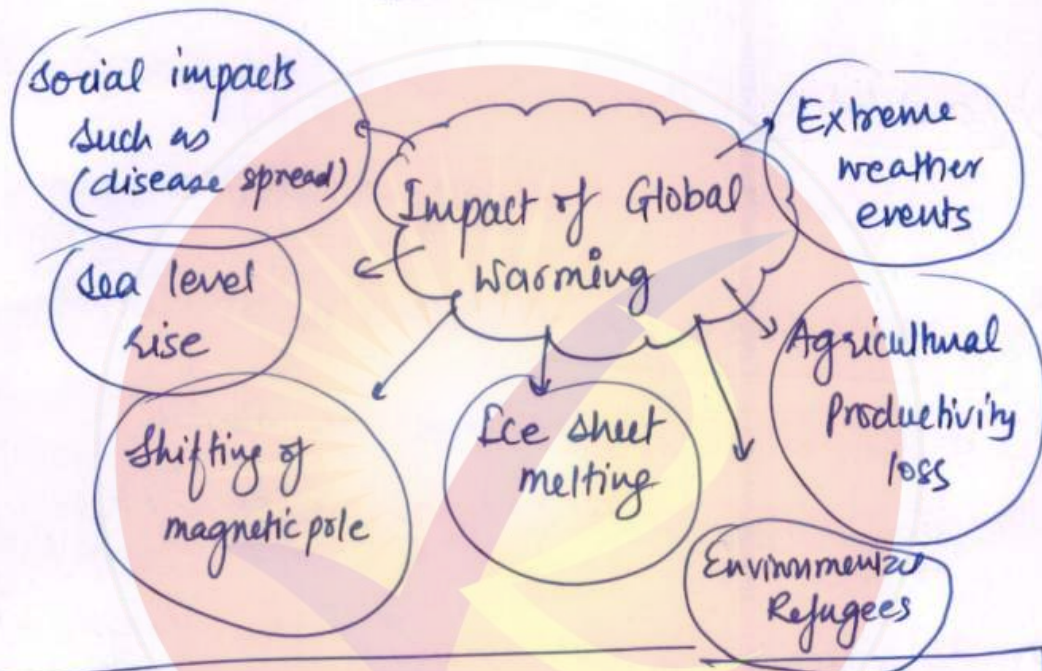 Social impacts
such as
(disease spread)
Impact of Global
Warming
Extreme
weather
events
Sea level
rise
Agricultural
productivity
loss
Shifting of
magnetic pole
Ice sheet
melting
Environmental
Refugees